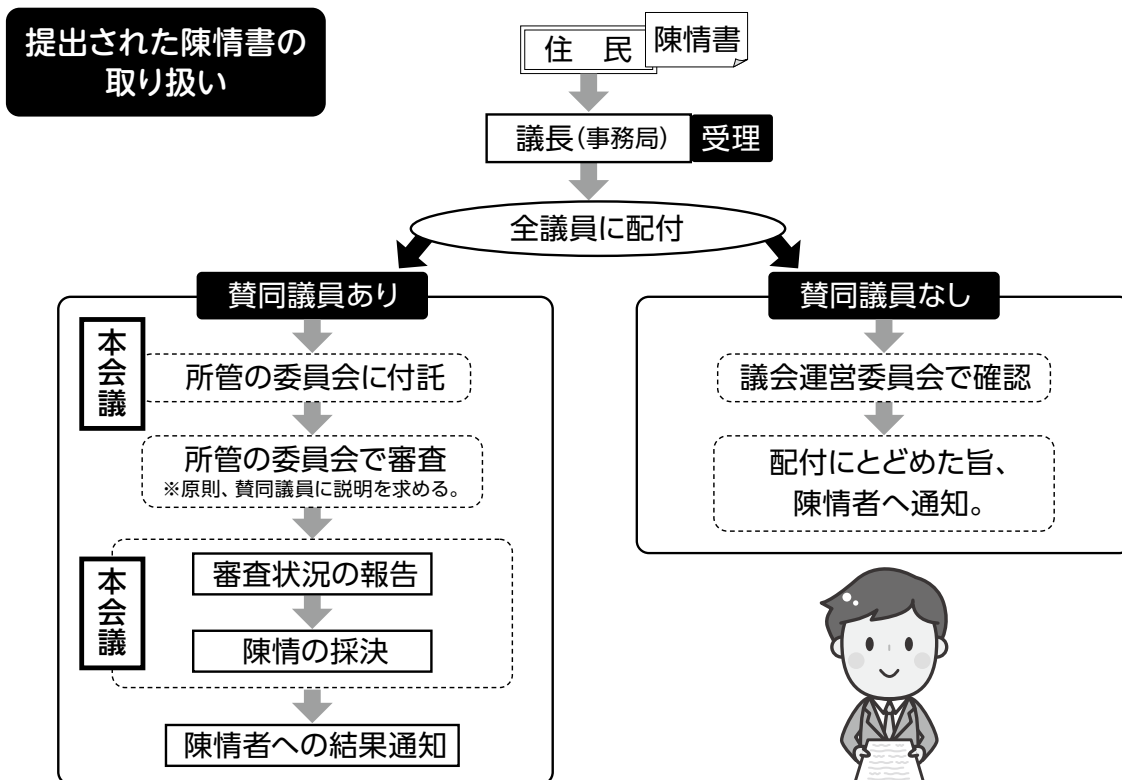 提出された陳情書の
取り扱い
住　民
陳情書
議長（事務局）
受理
全議員に配付
賛同議員あり
本会議
所管の委員会に付託
所管の委員会で審査
※原則、賛同議員に説明を求める。
本会議
審査状況の報告
陳情の採決
陳情者への結果通知
賛同議員なし
議会運営委員会で確認
配付にとどめた旨、
陳情者へ通知。